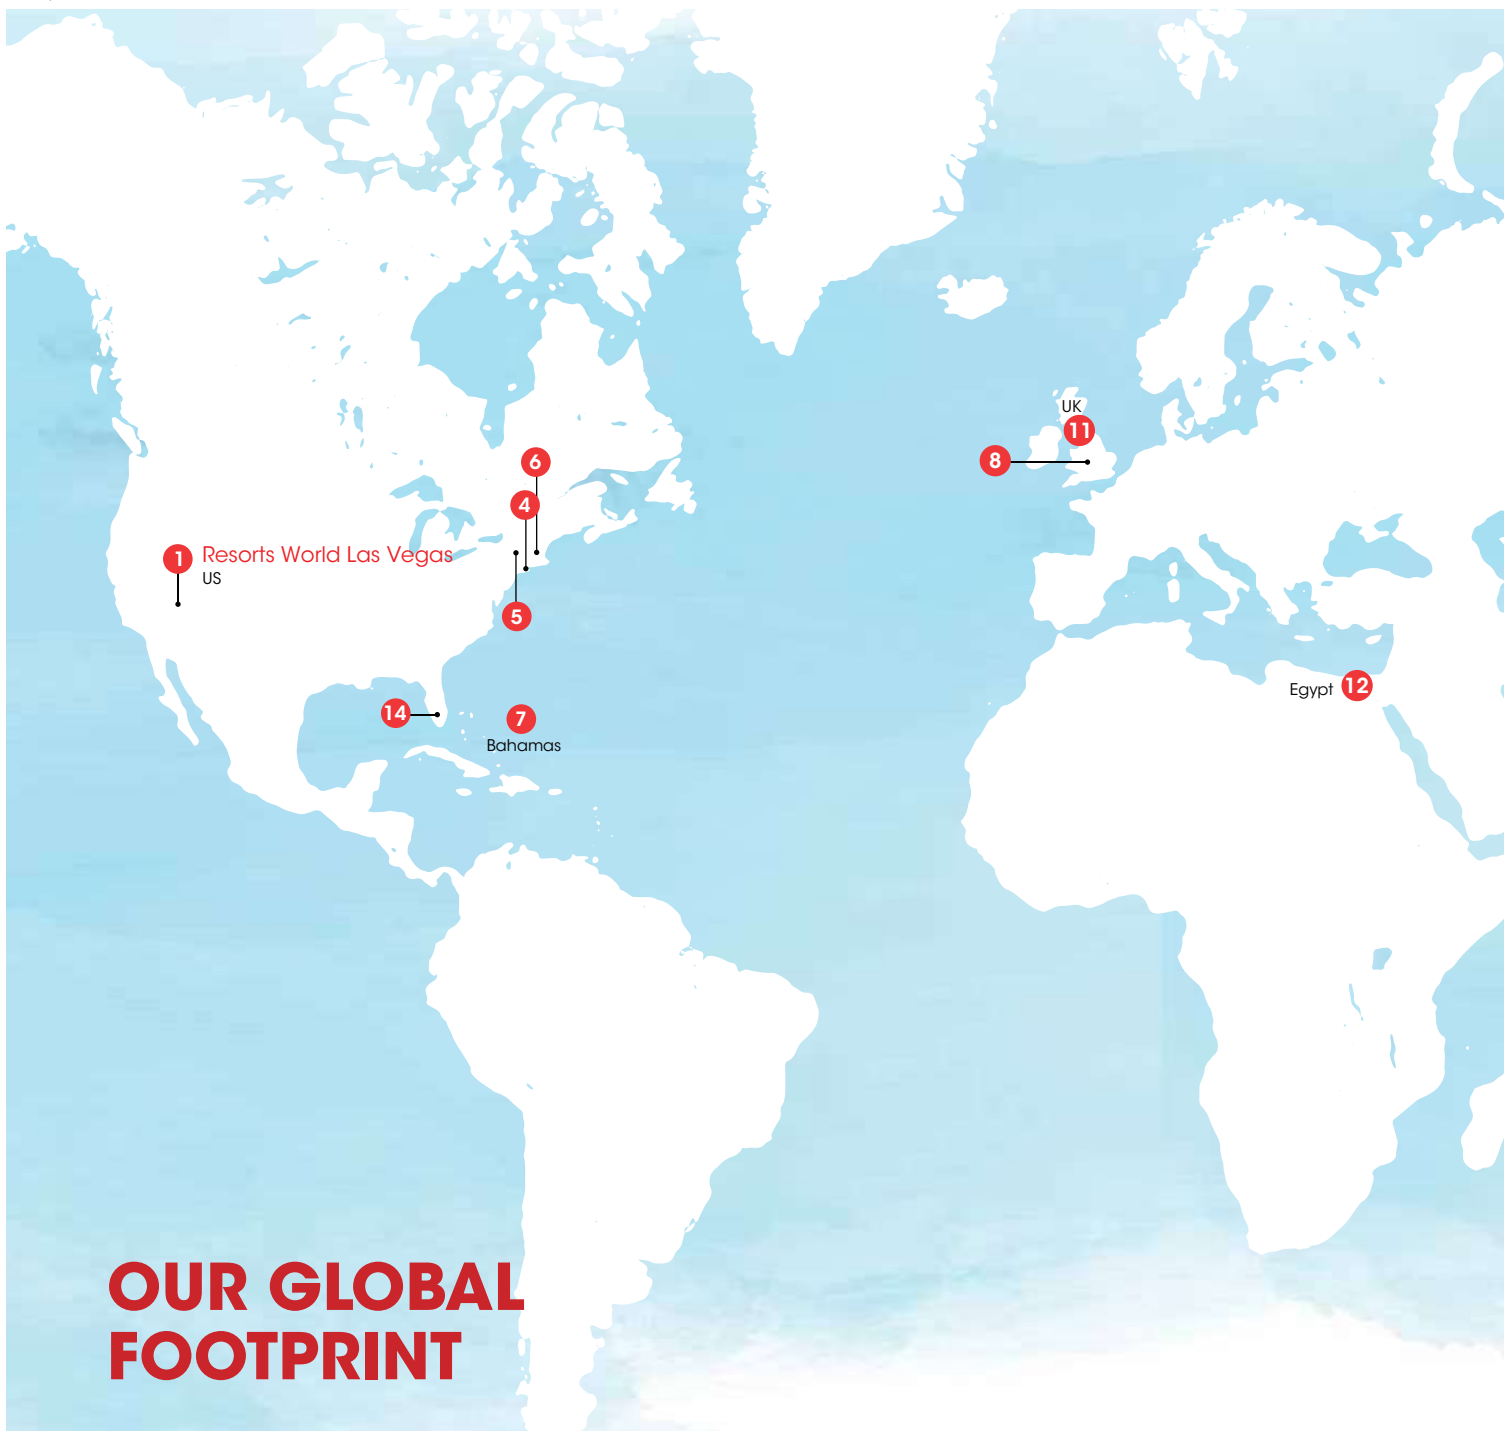 UK
11
8
6
4
1 Resorts World Las Vegas
US
5
Egypt 12
14
7
Bahamas
OUR GLOBAL
FOOTPRINT